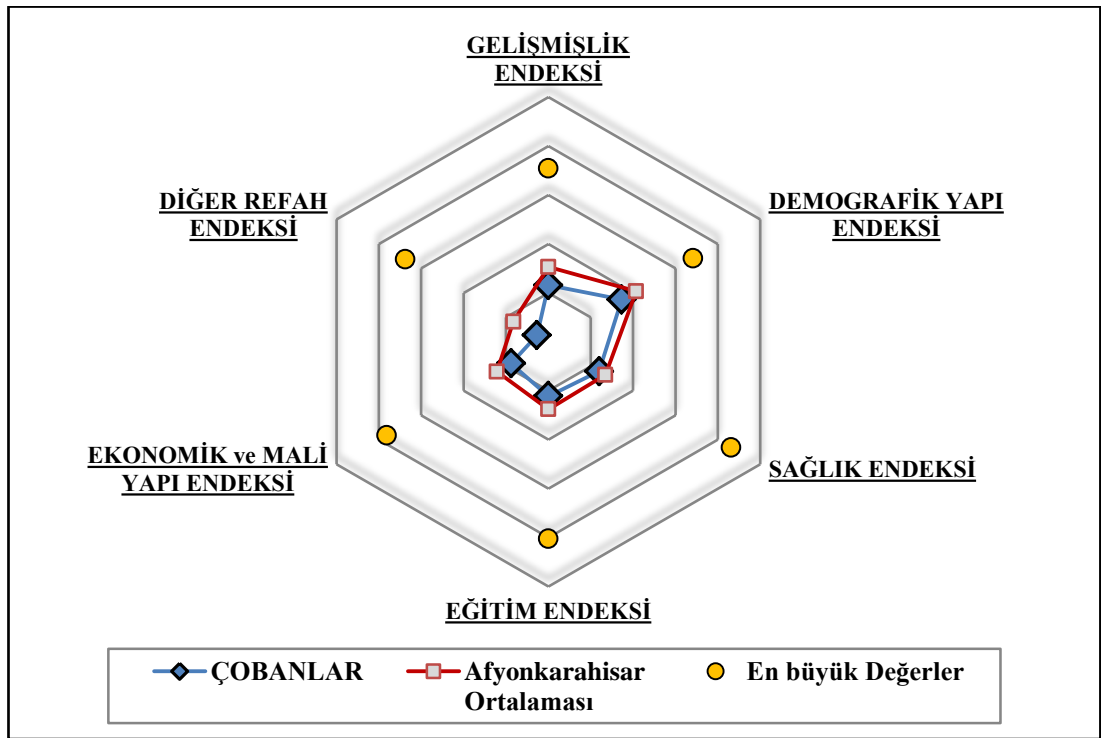 GELİŞMİŞLİK
ENDEKSİ
DİĞER REFAH
ENDEKSİ
DEMOGRAFİK YAPI
ENDEKSİ
EKONOMİK ve MALİ
YAPI ENDEKSİ
SAĞLIK ENDEKSİ
EĞİTİM ENDEKSİ
ÇOBANLAR
Afyonkarahisar
Ortalaması
En büyük Değerler